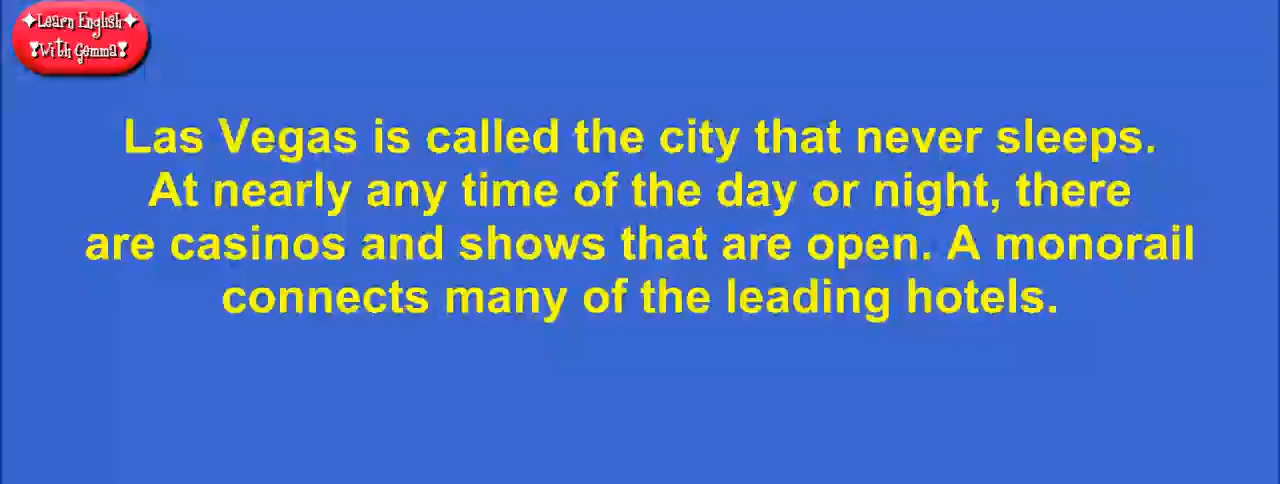 ✦Learn English✦
❣With Gemma❣
Las Vegas is called the city that never sleeps.
At nearly any time of the day or night, there
are casinos and shows that are open. A monorail
connects many of the leading hotels.